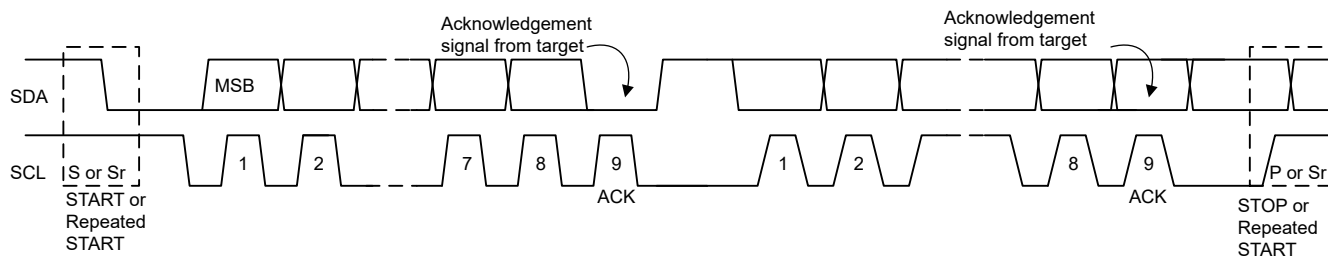 Acknowledgement
signal from target
Acknowledgement
signal from target
SDA
MSB
SCL
1
2
7
8
9
1
2
8
9
S or Sr
P or Sr
ACK
ACK
START or
Repeated
START
STOP or
Repeated
START